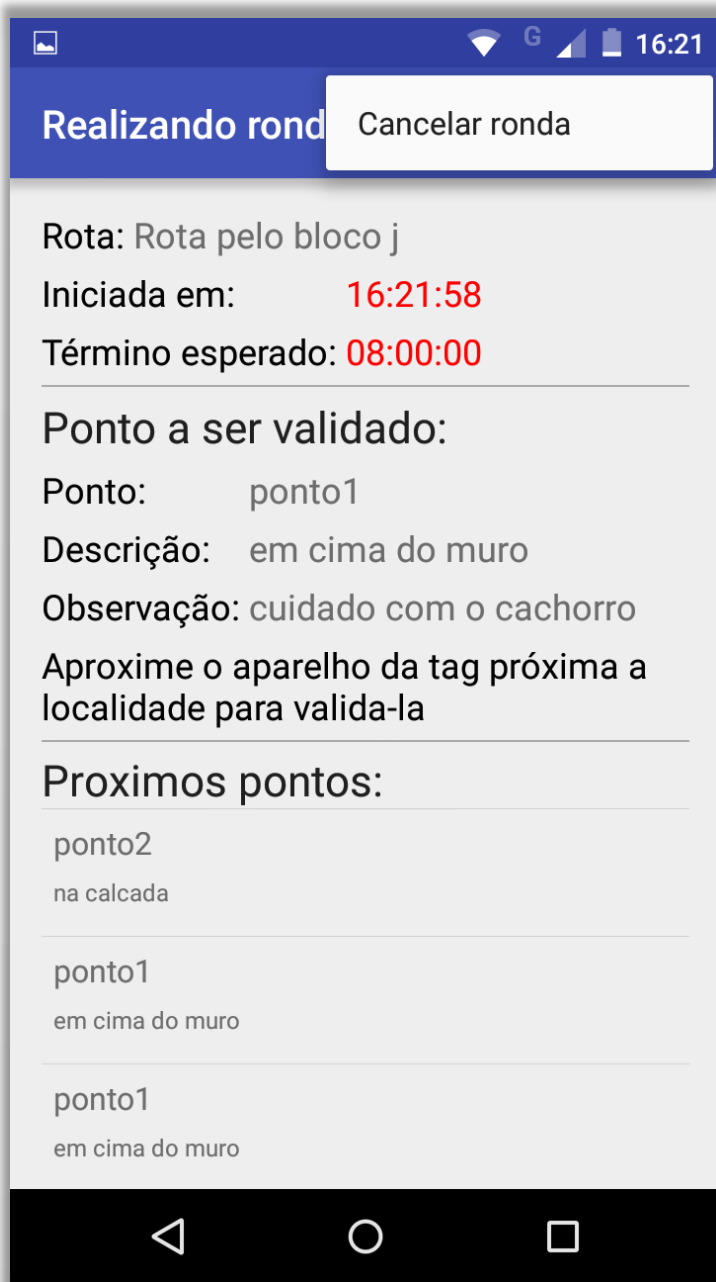 G 16:21
Realizando rond
Cancelar ronda
Rota: Rota pelo bloco j
Iniciada em: 16:21:58
Término esperado: 08:00:00
Ponto a ser validado:
Ponto: ponto1
Descrição: em cima do muro
Observação: cuidado com o cachorro
Aproxime o aparelho da tag próxima a
localidade para valida-la
Proximos pontos:
ponto2
na calcada
ponto1
em cima do muro
ponto1
em cima do muro